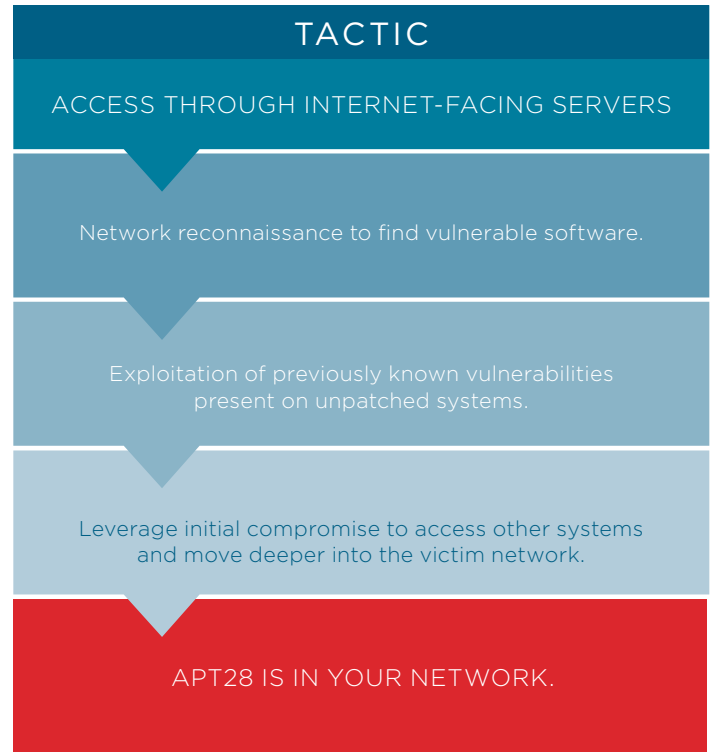 TACTIC
ACCESS THROUGH INTERNET-FACING SERVERS
Network reconnaissance to find vulnerable software.
Exploitation of previously known vulnerabilities
present on unpatched systems.
Leverage initial compromise to access other systems
and move deeper into the victim network.
APT28 IS IN YOUR NETWORK.